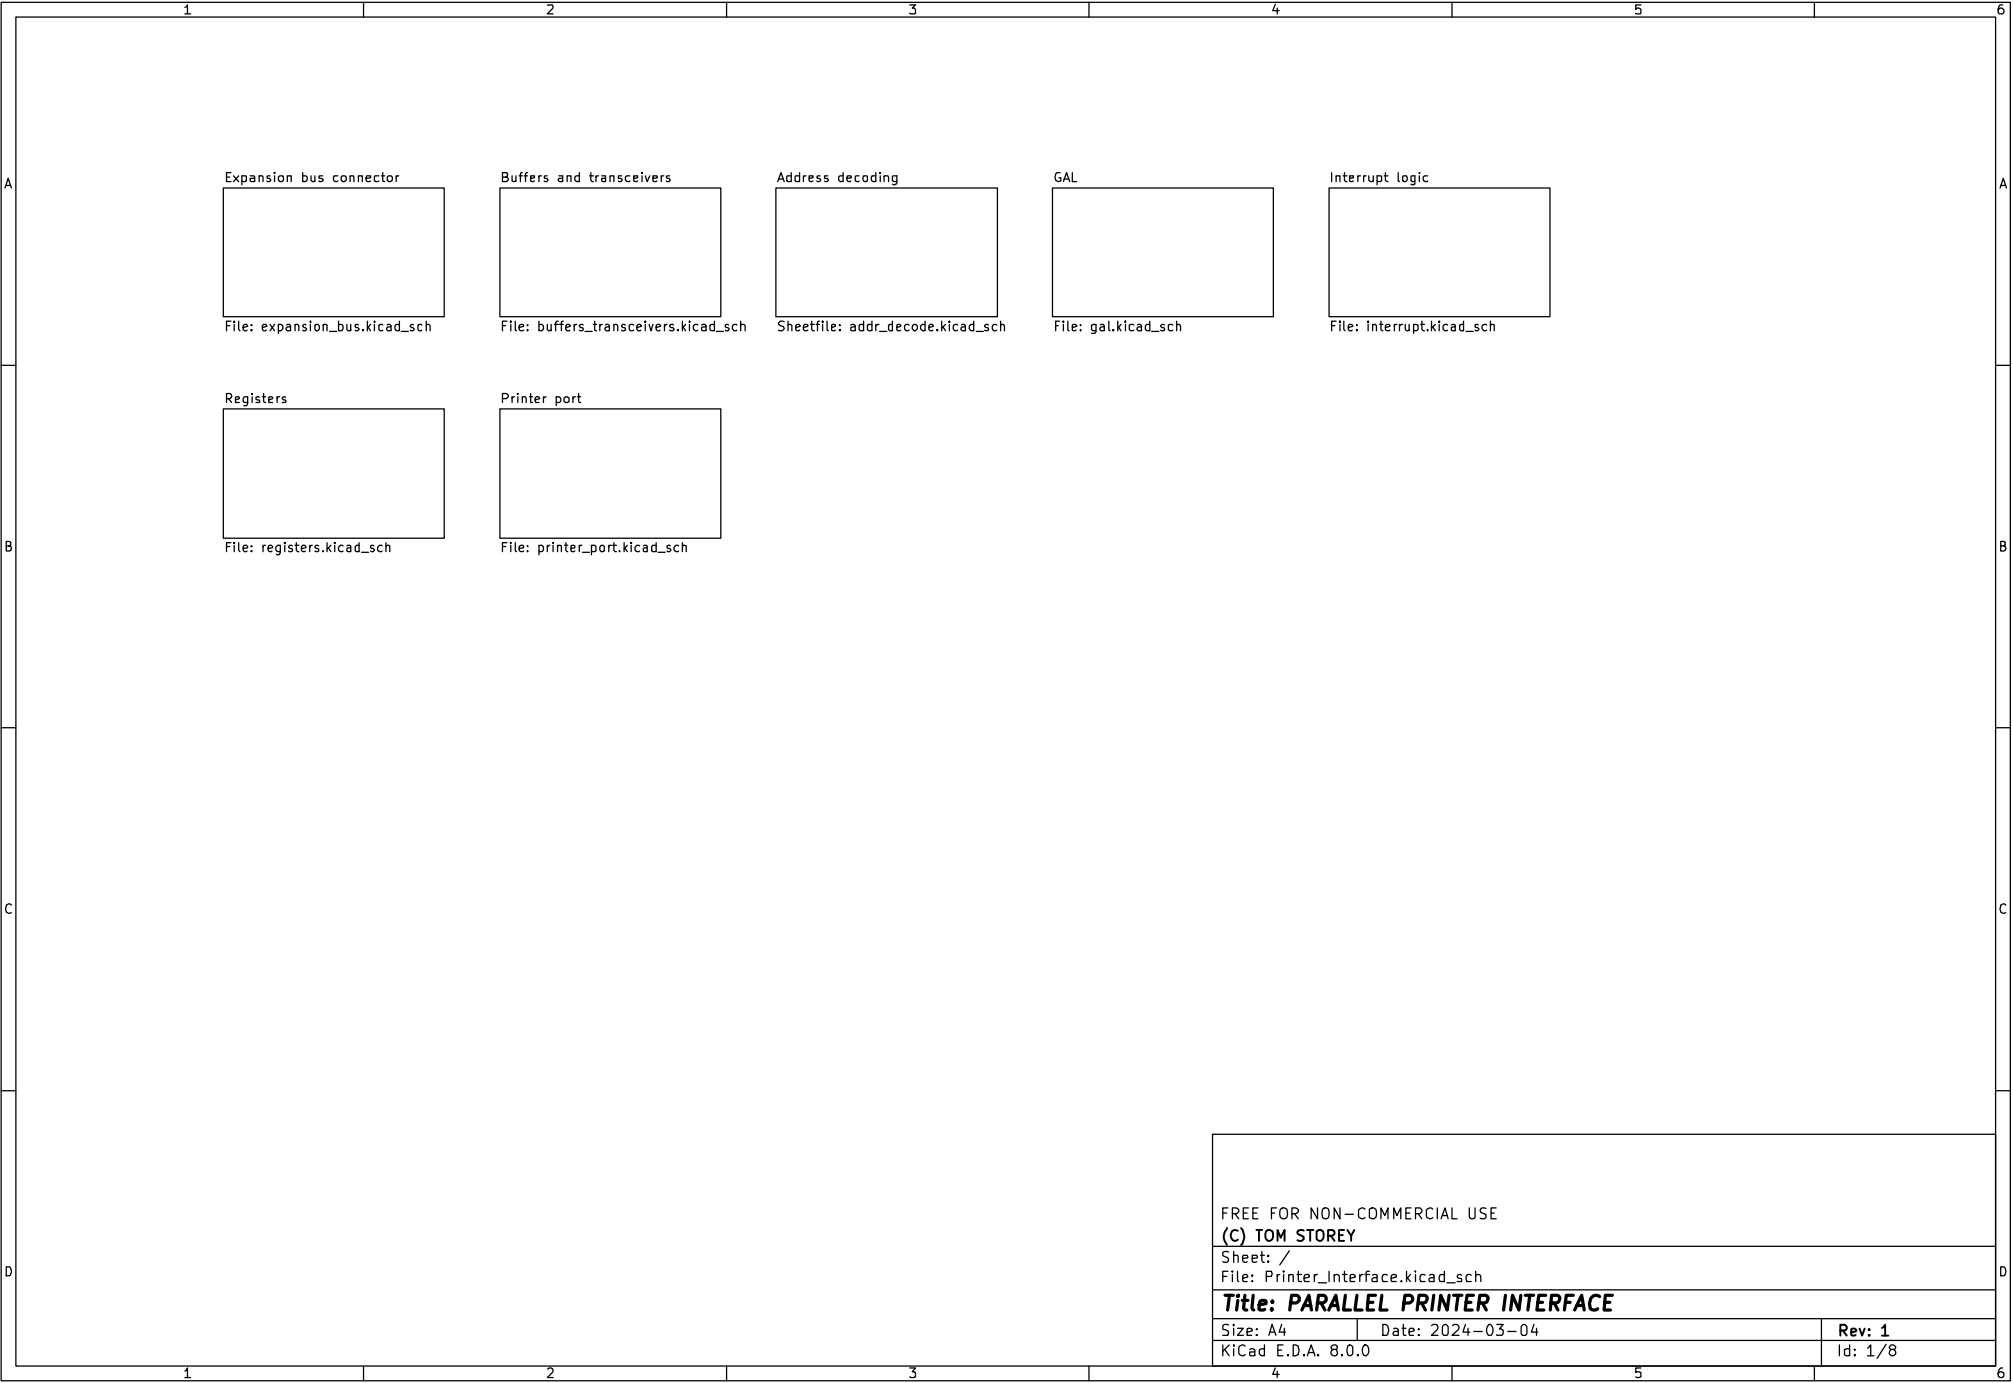 1 2 3 4 5 6
Expansion bus connector
Buffers and transceivers
Address decoding
GAL
Interrupt logic
A
A
File: expansion_bus.kicad_sch
File: buffers_transceivers.kicad_sch
Sheetfile: addr_decode.kicad_sch
File: gal.kicad_sch
File: interrupt.kicad_sch
Registers
Printer port
B
B
File: registers.kicad_sch
File: printer_port.kicad_sch
C
C
FREE FOR NON-COMMERCIAL USE
(C) TOM STOREY
Sheet: /
D
D
File: Printer_Interface.kicad_sch
Title: PARALLEL PRINTER INTERFACE
Size: A4
Date: 2024-03-04
Rev: 1
KiCad E.D.A. 8.0.0
Id: 1/8
1 2 3 4 5 6